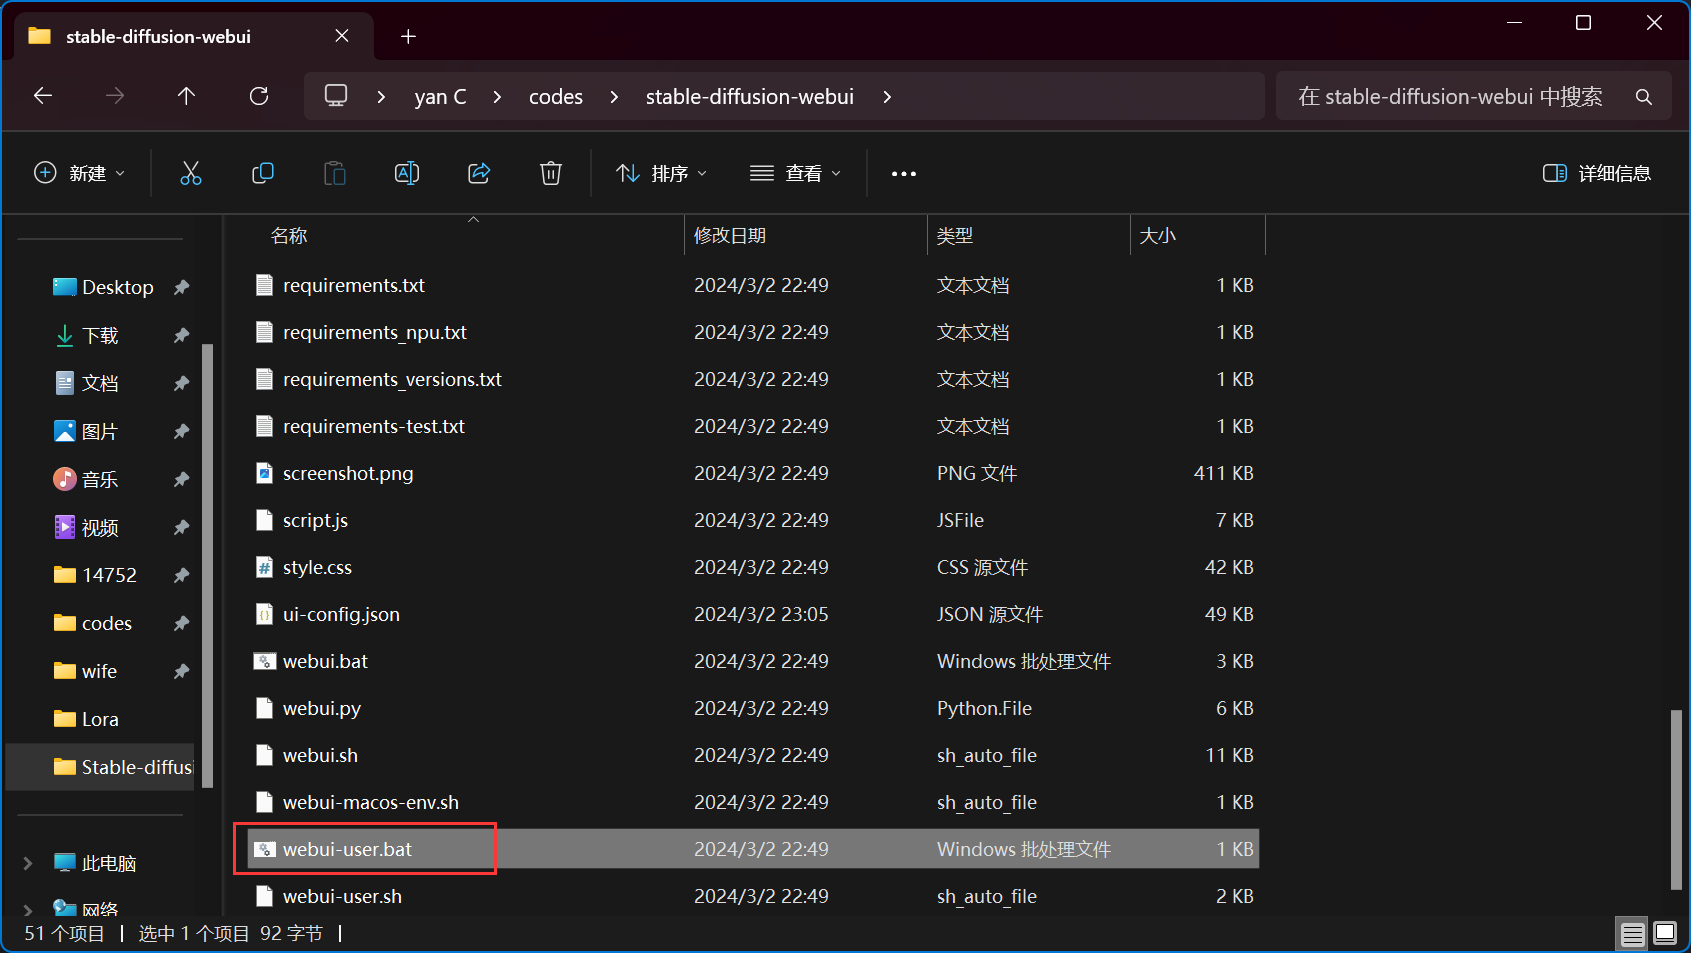 stable-diffusion-webui
yan C codes stable-diffusion-webui 在 stable-diffusion-webui 中搜索
新建 排序 查看 详细信息
名称 修改日期 类型 大小
Desktop
下载
文档
图片
音乐
视频
14752
codes
wife
Lora
Stable-diffusi
此电脑
网络
requirements.txt 2024/3/2 22:49 文本文档 1 KB
requirements_npu.txt 2024/3/2 22:49 文本文档 1 KB
requirements_versions.txt 2024/3/2 22:49 文本文档 1 KB
requirements-test.txt 2024/3/2 22:49 文本文档 1 KB
screenshot.png 2024/3/2 22:49 PNG 文件 411 KB
script.js 2024/3/2 22:49 JSFile 7 KB
style.css 2024/3/2 22:49 CSS 源文件 42 KB
ui-config.json 2024/3/2 23:05 JSON 源文件 49 KB
webui.bat 2024/3/2 22:49 Windows 批处理文件 3 KB
webui.py 2024/3/2 22:49 Python.File 6 KB
webui.sh 2024/3/2 22:49 sh_auto_file 11 KB
webui-macos-env.sh 2024/3/2 22:49 sh_auto_file 1 KB
webui-user.bat 2024/3/2 22:49 Windows 批处理文件 1 KB
webui-user.sh 2024/3/2 22:49 sh_auto_file 2 KB
51 个项目 选中 1 个项目 92 字节